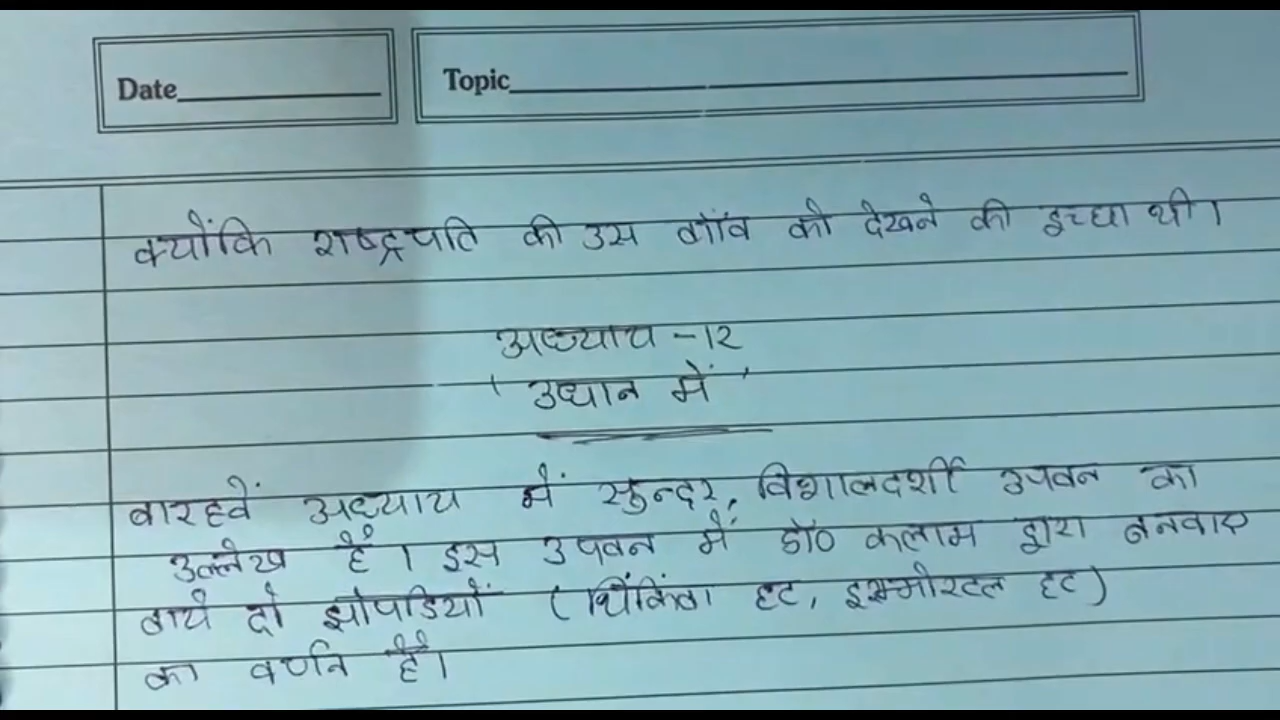 Date
Topic
क्योंकि राष्ट्रपति की उस गाँव को देखने की इच्छा थी।
अध्याय -12
' उधान में '
बारहवें अध्याय में सुन्दर, विशालदर्शी उपवन का
उल्लेख है। इस उपवन में डॉ० कलाम द्वारा बनवाए
गये दो झोपडियों (थिंकिंग हट, इम्मोरटल हट)
का वर्णन है।